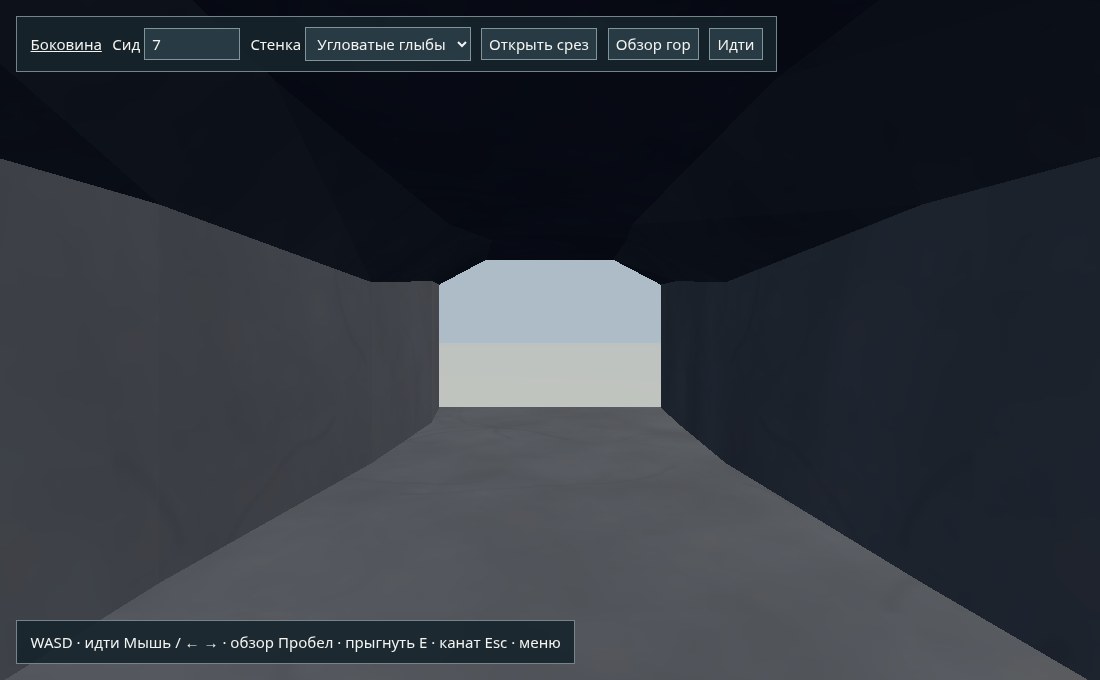 Боковина Сид 7 Стенка Угловатые глыбы Открыть срез Обзор гор Идти
WASD · идти Мышь / ← → · обзор Пробел · прыгнуть E · канат Esc · меню